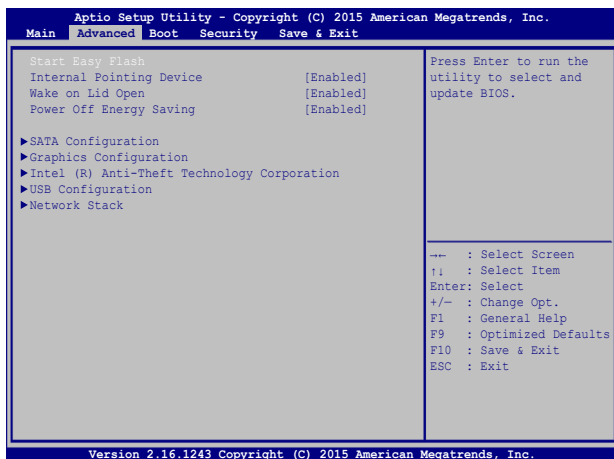 Aptio Setup Utility - Copyright (C) 2015 American Megatrends, Inc.
Main Advanced Boot Security Save & Exit
Start Easy Flash
Internal Pointing Device [Enabled]
Wake on Lid Open [Enabled]
Power Off Energy Saving [Enabled]
▶SATA Configuration
▶Graphics Configuration
▶Intel (R) Anti-Theft Technology Corporation
▶USB Configuration
▶Network Stack
Press Enter to run the
utility to select and
update BIOS.
→← : Select Screen
↑↓ : Select Item
Enter: Select
+/— : Change Opt.
F1 : General Help
F9 : Optimized Defaults
F10 : Save & Exit
ESC : Exit
Version 2.16.1243 Copyright (C) 2015 American Megatrends, Inc.